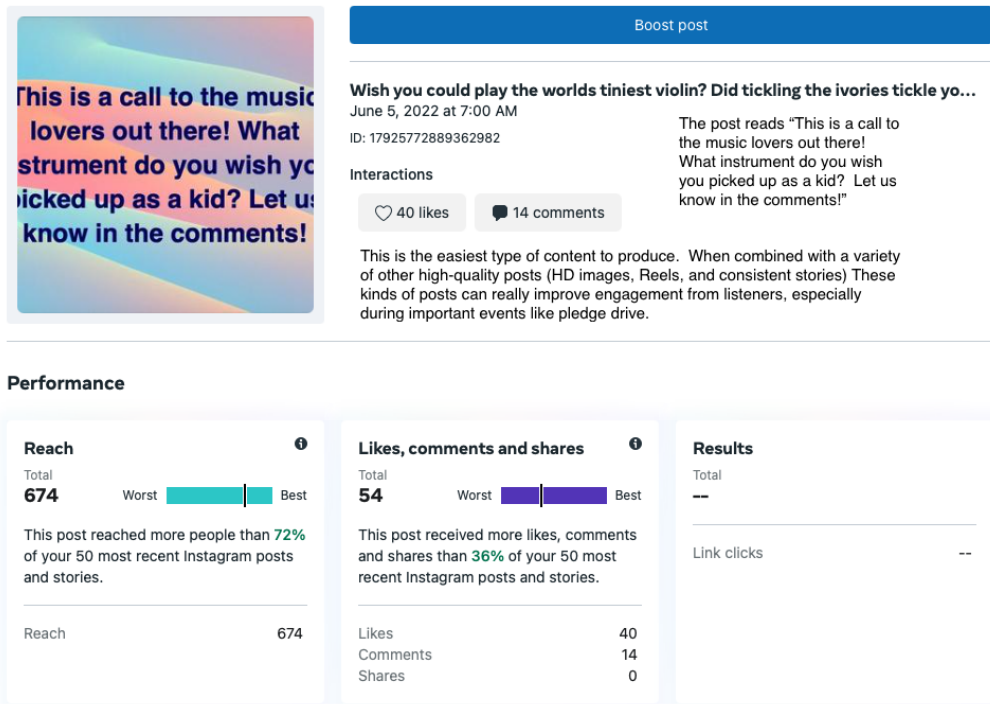 This is a call to the music
lovers out there! What
strument do you wish yo
picked up as a kid? Let us
know in the comments!
Boost post
Wish you could play the worlds tiniest violin? Did tickling the ivories tickle yo...
June 5, 2022 at 7:00 AM
ID: 17925772889362982
The post reads “This is a call to
the music lovers out there!
What instrument do you wish
you picked up as a kid?  Let us
know in the comments!”
Interactions
40 likes
14 comments
This is the easiest type of content to produce.  When combined with a variety
of other high-quality posts (HD images, Reels, and consistent stories) These
kinds of posts can really improve engagement from listeners, especially
during important events like pledge drive.
Performance
Reach
Total
674
Worst
Best
This post reached more people than 72%
of your 50 most recent Instagram posts
and stories.
Reach 674
Likes, comments and shares
Total
54
Worst
Best
This post received more likes, comments
and shares than 36% of your 50 most
recent Instagram posts and stories.
Likes 40
Comments 14
Shares 0
Results
Total
--
Link clicks --